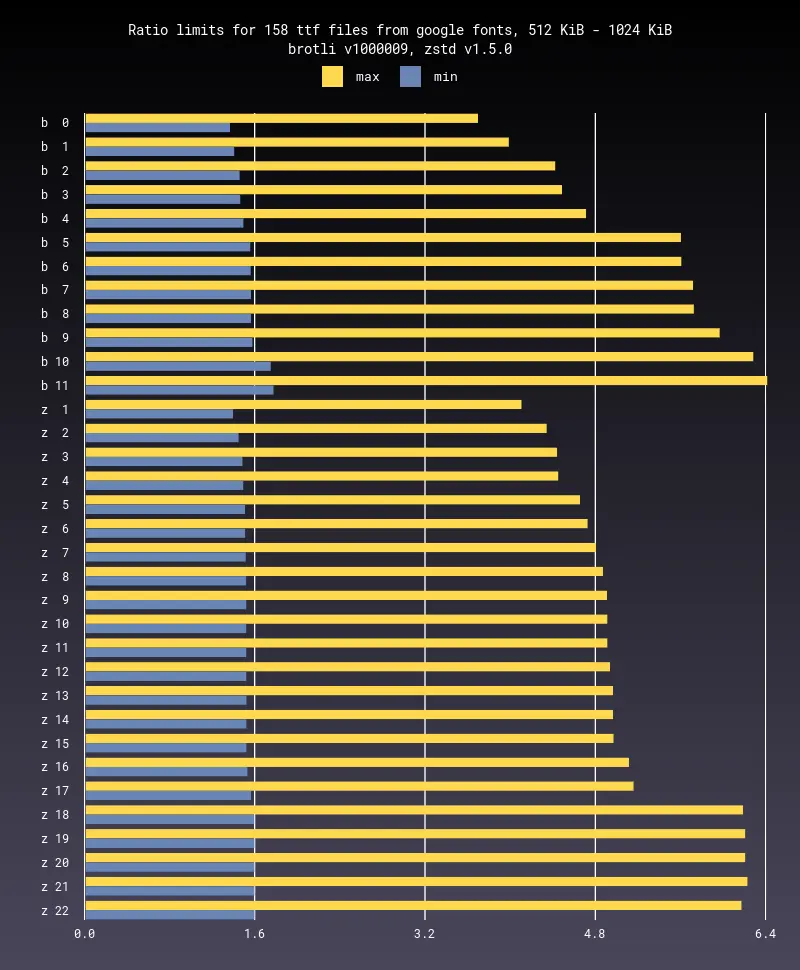 Ratio limits for 158 ttf files from google fonts, 512 KiB - 1024 KiB
brotli v1000009, zstd v1.5.0
max min
b 0
b 1
b 2
b 3
b 4
b 5
b 6
b 7
b 8
b 9
b 10
b 11
z 1
z 2
z 3
z 4
z 5
z 6
z 7
z 8
z 9
z 10
z 11
z 12
z 13
z 14
z 15
z 16
z 17
z 18
z 19
z 20
z 21
z 22
0.0 1.6 3.2 4.8 6.4